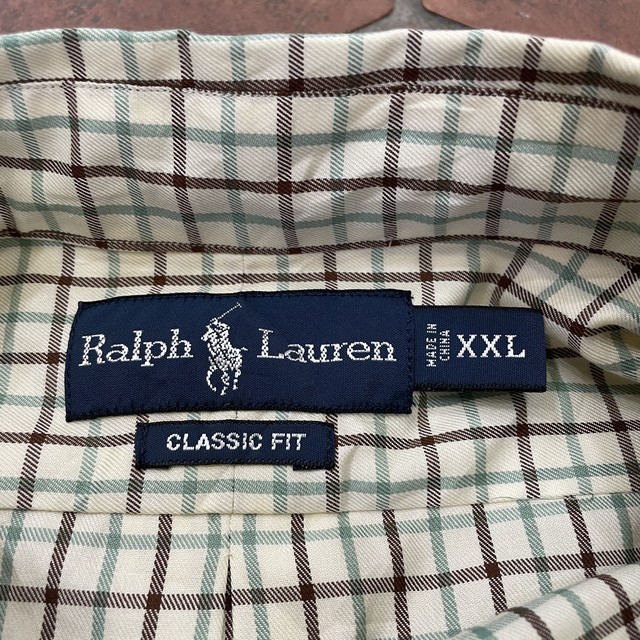 Ralph Lauren
MADE IN
CHINA
XXL
CLASSIC FIT